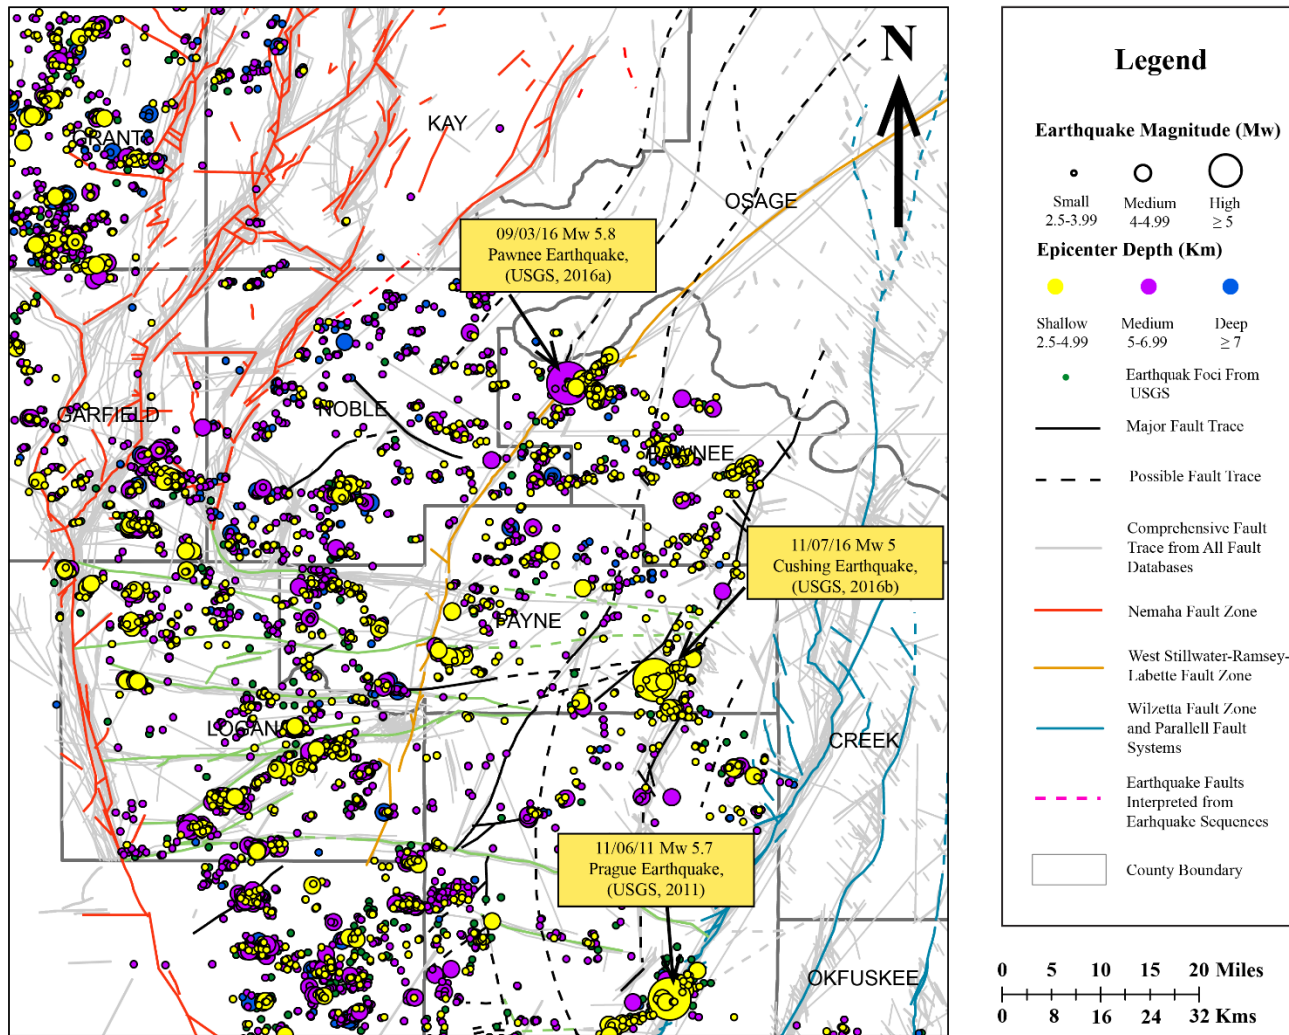 N
GRANT
KAY
OSAGE
09/03/16 Mw 5.8
Pawnee Earthquake,
(USGS, 2016a)
GARFIELD
NOBLE
PAWNEE
11/07/16 Mw 5
Cushing Earthquake,
(USGS, 2016b)
PAYNE
LOGAN
CREEK
11/06/11 Mw 5.7
Prague Earthquake,
(USGS, 2011)
OKFUSKEE
Legend
Earthquake Magnitude (Mw)
Small Medium High
2.5-3.99 4-4.99 ≥ 5
Epicenter Depth (Km)
Shallow Medium Deep
2.5-4.99 5-6.99 ≥ 7
Earthquak Foci From
USGS
Major Fault Trace
Possible Fault Trace
Comprehensive Fault
Trace from All Fault
Databases
Nemaha Fault Zone
West Stillwater-Ramsey-
Labette Fault Zone
Wilzetta Fault Zone
and Parallell Fault
Systems
Earthquake Faults
Interpreted from
Earhquake Sequences
County Boundary
0 5 10 15 20 Miles
0 8 16 24 32 Kms